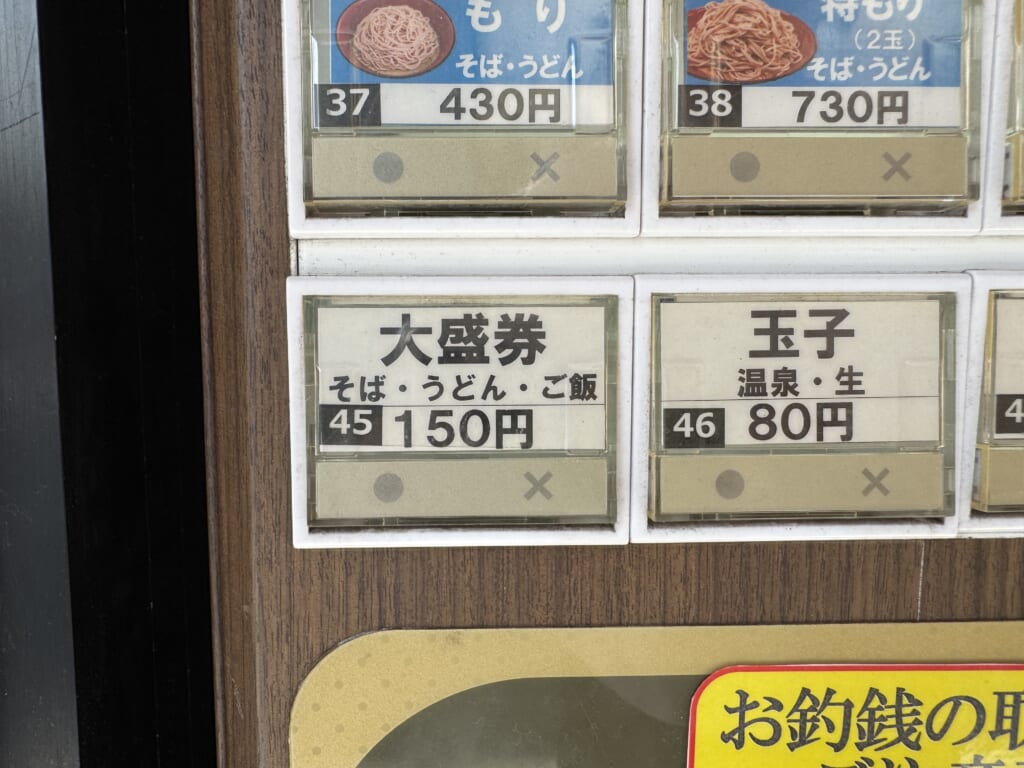 もり
そば・うどん
37 430円
特もり
(2玉)
そば・うどん
38 730円
大盛券
そば・うどん・ご飯
45 150円
玉子
温泉・生
46 80円
4
お釣銭の取